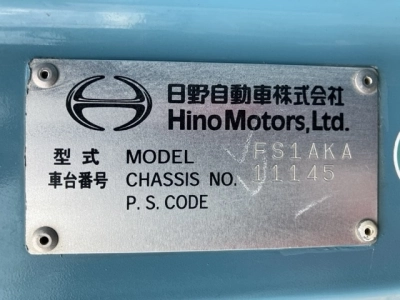 日野自動車株式会社
Hino Motors, Ltd.
型式 MODEL FS1AKA
車台番号 CHASSIS NO. 11145
P. S. CODE